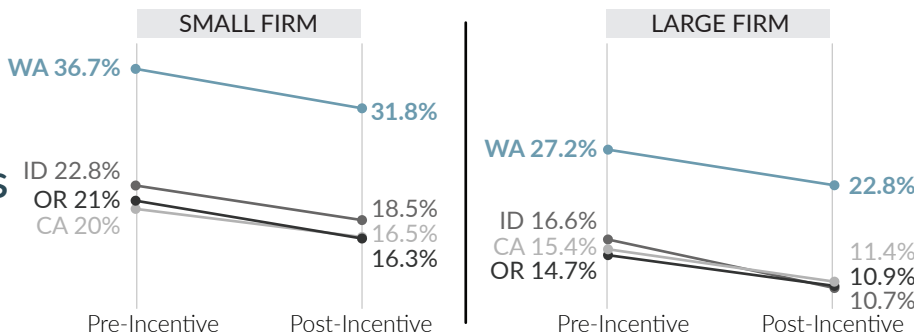 SMALL FIRM
WA 36.7%
31.8%
ID 22.8%
OR 21%
CA 20%
18.5%
16.5%
16.3%
Pre-Incentive
Post-Incentive
LARGE FIRM
WA 27.2%
22.8%
ID 16.6%
CA 15.4%
OR 14.7%
11.4%
10.9%
10.7%
Pre-Incentive
Post-Incentive
s